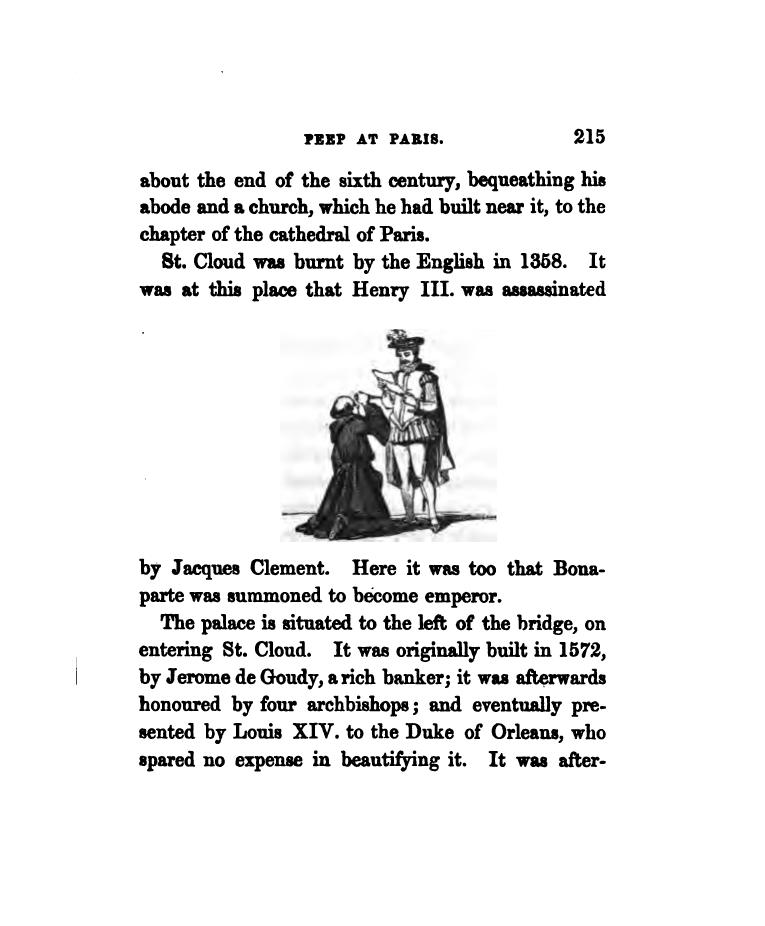 PEEP AT PARIS. 215
about the end of the sixth century, bequeathing his
abode and a church, which he had built near it, to the
chapter of the cathedral of Paris.
St. Cloud was burnt by the English in 1358. It
was at this place that Henry III. was assassinated
by Jacques Clement. Here it was too that Bona-
parte was summoned to become emperor.
The palace is situated to the left of the bridge, on
entering St. Cloud. It was originally built in 1572,
by Jerome de Goudy, a rich banker; it was afterwards
honoured by four archbishops; and eventually pre-
sented by Louis XIV. to the Duke of Orleans, who
spared no expense in beautifying it. It was after-